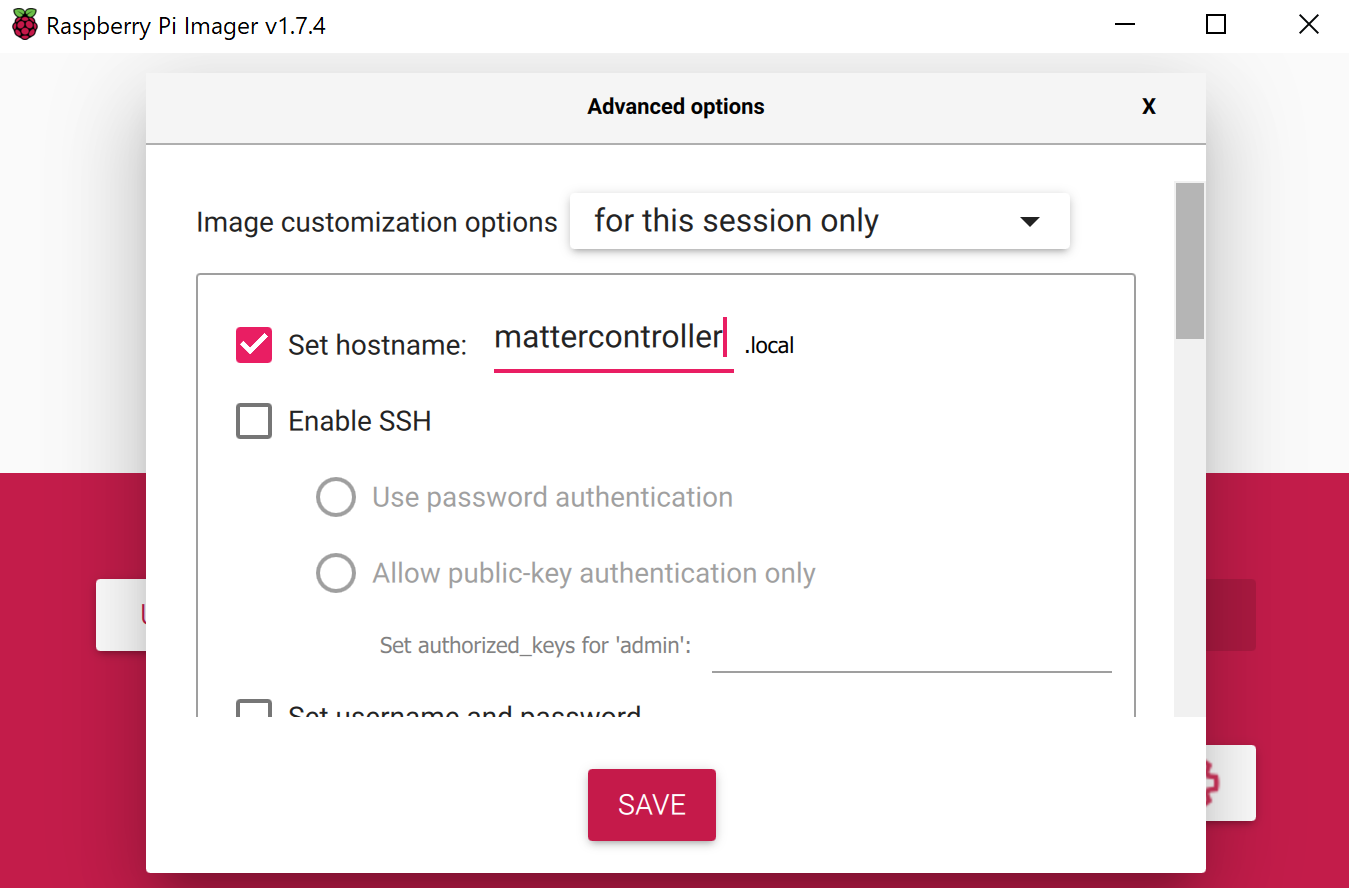 Raspberry Pi Imager v1.7.4
Advanced options X
Image customization options for this session only
Set hostname: mattercontroller .local
Enable SSH
Use password authentication
Allow public-key authentication only
Set authorized_keys for 'admin':
Set username and password
SAVE